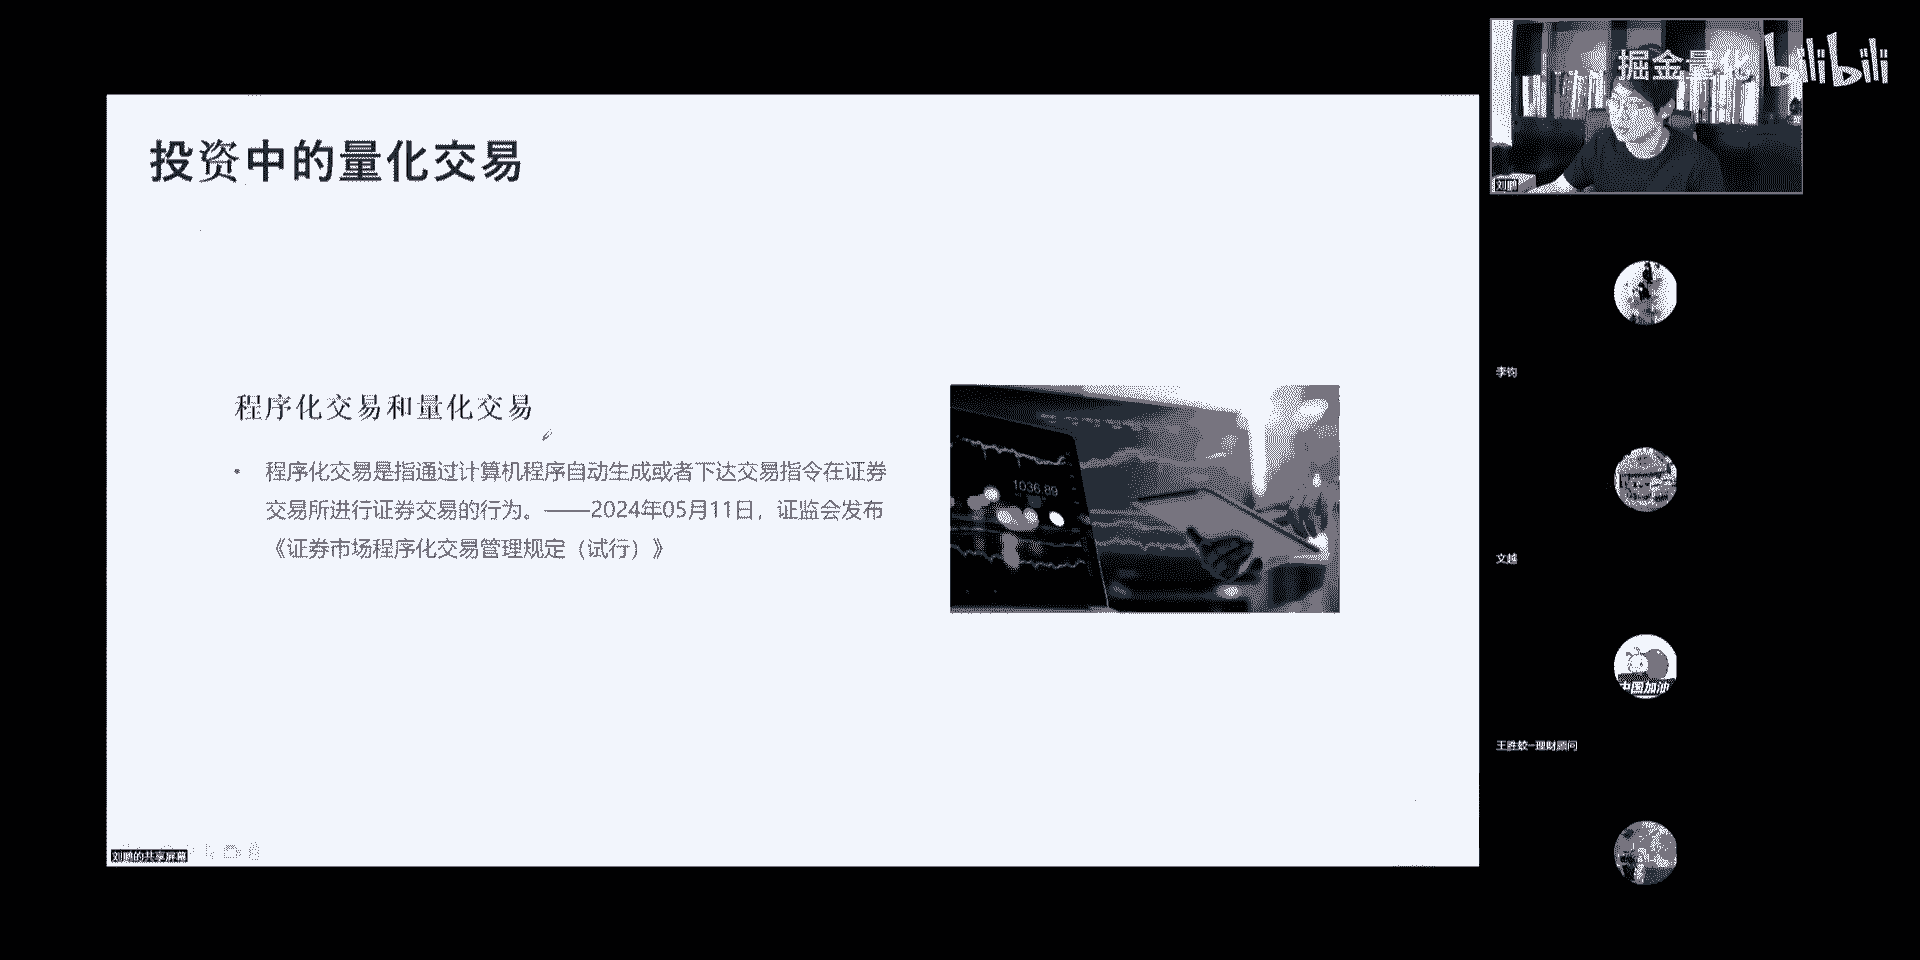 投资中的量化交易
程序化交易和量化交易
• 程序化交易是指通过计算机程序自动生成或者下达交易指令在证券
交易所进行证券交易的行为。——2024年05月11日，证监会发布
《证券市场程序化交易管理规定（试行）》
1036.89
刘鹏的共享屏幕
掘金量化
bilibili
刘鹏
李钧
文越
中国加油
王胜蛟-理财顾问